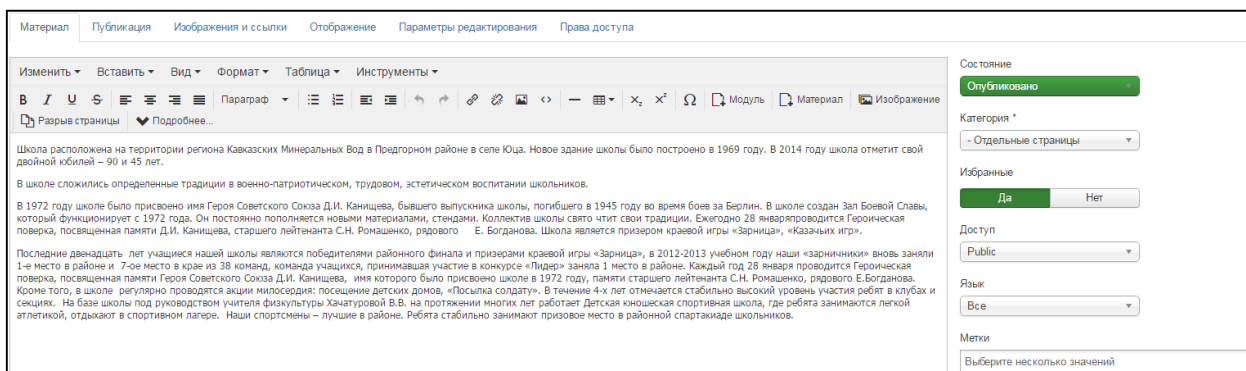 Материал Публикация Изображения и ссылки Отображение Параметры редактирования Права доступа
Изменить Вставить Вид Формат Таблица Инструменты
B I U S Параграф x₂ x² Ω Модуль Материал Изображение
Разрыв страницы Подробнее...
Школа расположена на территории региона Кавказских Минеральных Вод в Предгорном районе в селе Юца. Новое здание школы было построено в 1969 году. В 2014 году школа отметит свой
двойной юбилей – 90 и 45 лет.
В школе сложились определенные традиции в военно-патриотическом, трудовом, эстетическом воспитании школьников.
В 1972 году школе было присвоено имя Героя Советского Союза Д.И. Канищева, бывшего выпускника школы, погибшего в 1945 году во время боев за Берлин. В школе создан Зал Боевой Славы,
который функционирует с 1972 года. Он постоянно пополняется новыми материалами, стендами. Коллектив школы свято чтит свои традиции. Ежегодно 28 январяпроводится Героическая
поверка, посвященная памяти Д.И. Канищева, старшего лейтенанта С.Н. Ромашенко, рядового Е. Богданова. Школа является призером краевой игры «Зарница», «Казачьих игр».
Последние двенадцать лет учащиеся нашей школы являются победителями районного финала и призерами краевой игры «Зарница», в 2012-2013 учебном году наши «зарничники» вновь заняли
1-е место в районе и 7-ое место в крае из 38 команд, команда учащихся, принимавшая участие в конкурсе «Лидер» заняла 1 место в районе. Каждый год 28 января проводится Героическая
поверка, посвященная памяти Героя Советского Союза Д.И. Канищева, имя которого было присвоено школе в 1972 году, памяти старшего лейтенанта С.Н. Ромашенко, рядового Е.Богданова.
Кроме того, в школе регулярно проводятся акции милосердия: посещение детских домов, «Посылка солдату». В течение 4-х лет отмечается стабильно высокий уровень участия ребят в клубах и
секциях. На базе школы под руководством учителя физкультуры Хачатуровой В.В. на протяжении многих лет работает Детская юношеская спортивная школа, где ребята занимаются легкой
атлетикой, отдыхают в спортивном лагере. Наши спортсмены – лучшие в районе. Ребята стабильно занимают призовое место в районной спартакиаде школьников.
Состояние
Опубликовано
Категория *
- Отдельные страницы
Избранные
Да Нет
Доступ
Public
Язык
Все
Метки
Выберите несколько значений